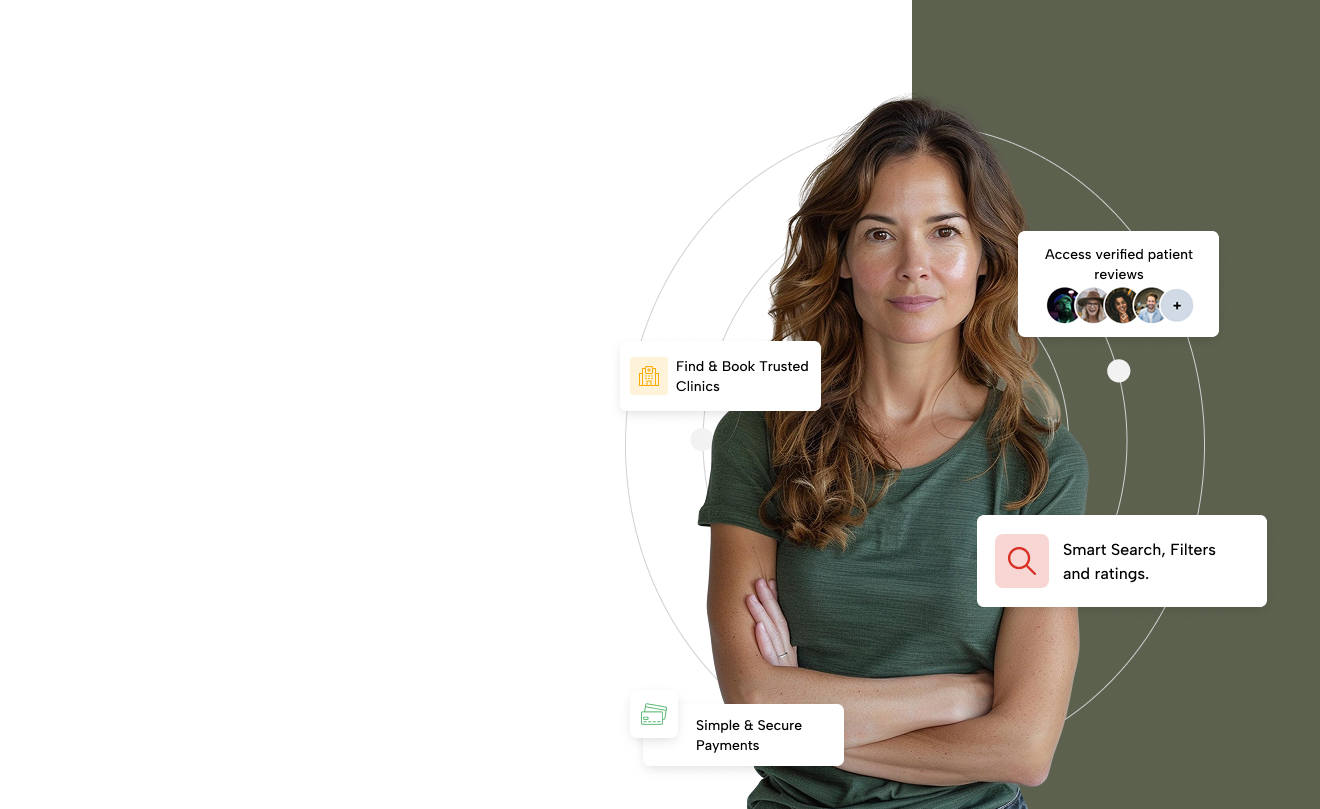 Access verified patient
reviews
+
Find & Book Trusted
Clinics
Smart Search, Filters
and ratings.
Simple & Secure
Payments